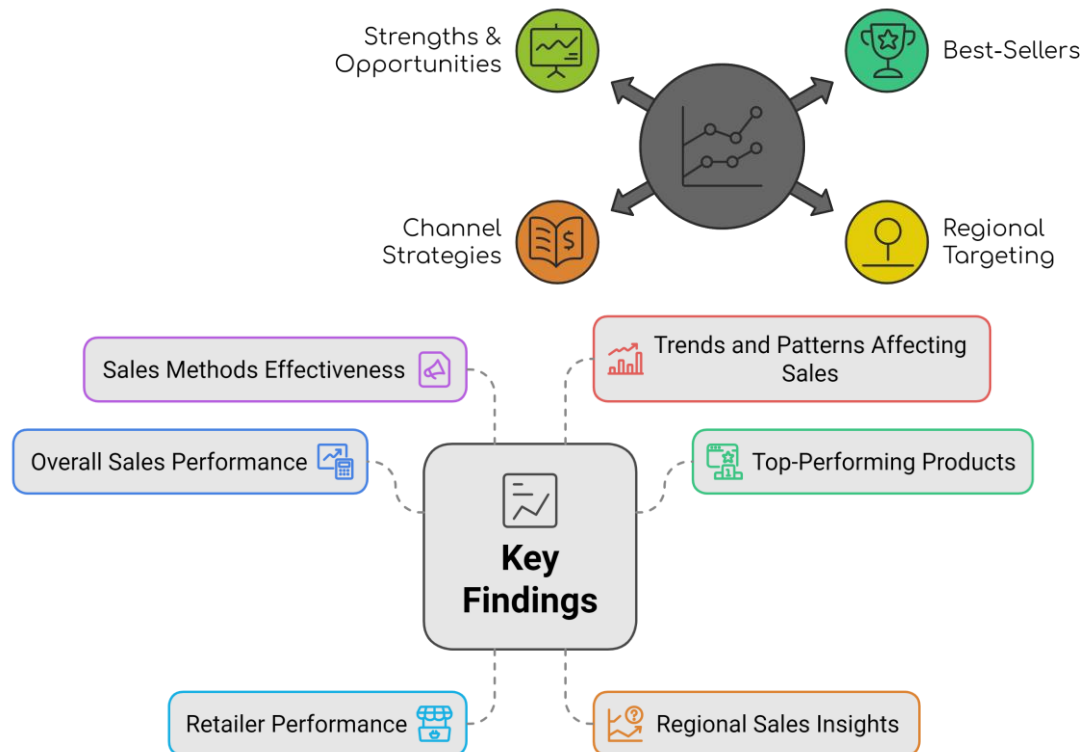 Strengths &
Opportunities
Best-Sellers
Channel
Strategies
$
Regional
Targeting
Sales Methods Effectiveness
Trends and Patterns Affecting
Sales
Overall Sales Performance
1
Top-Performing Products
Key
Findings
Retailer Performance
?
Regional Sales Insights